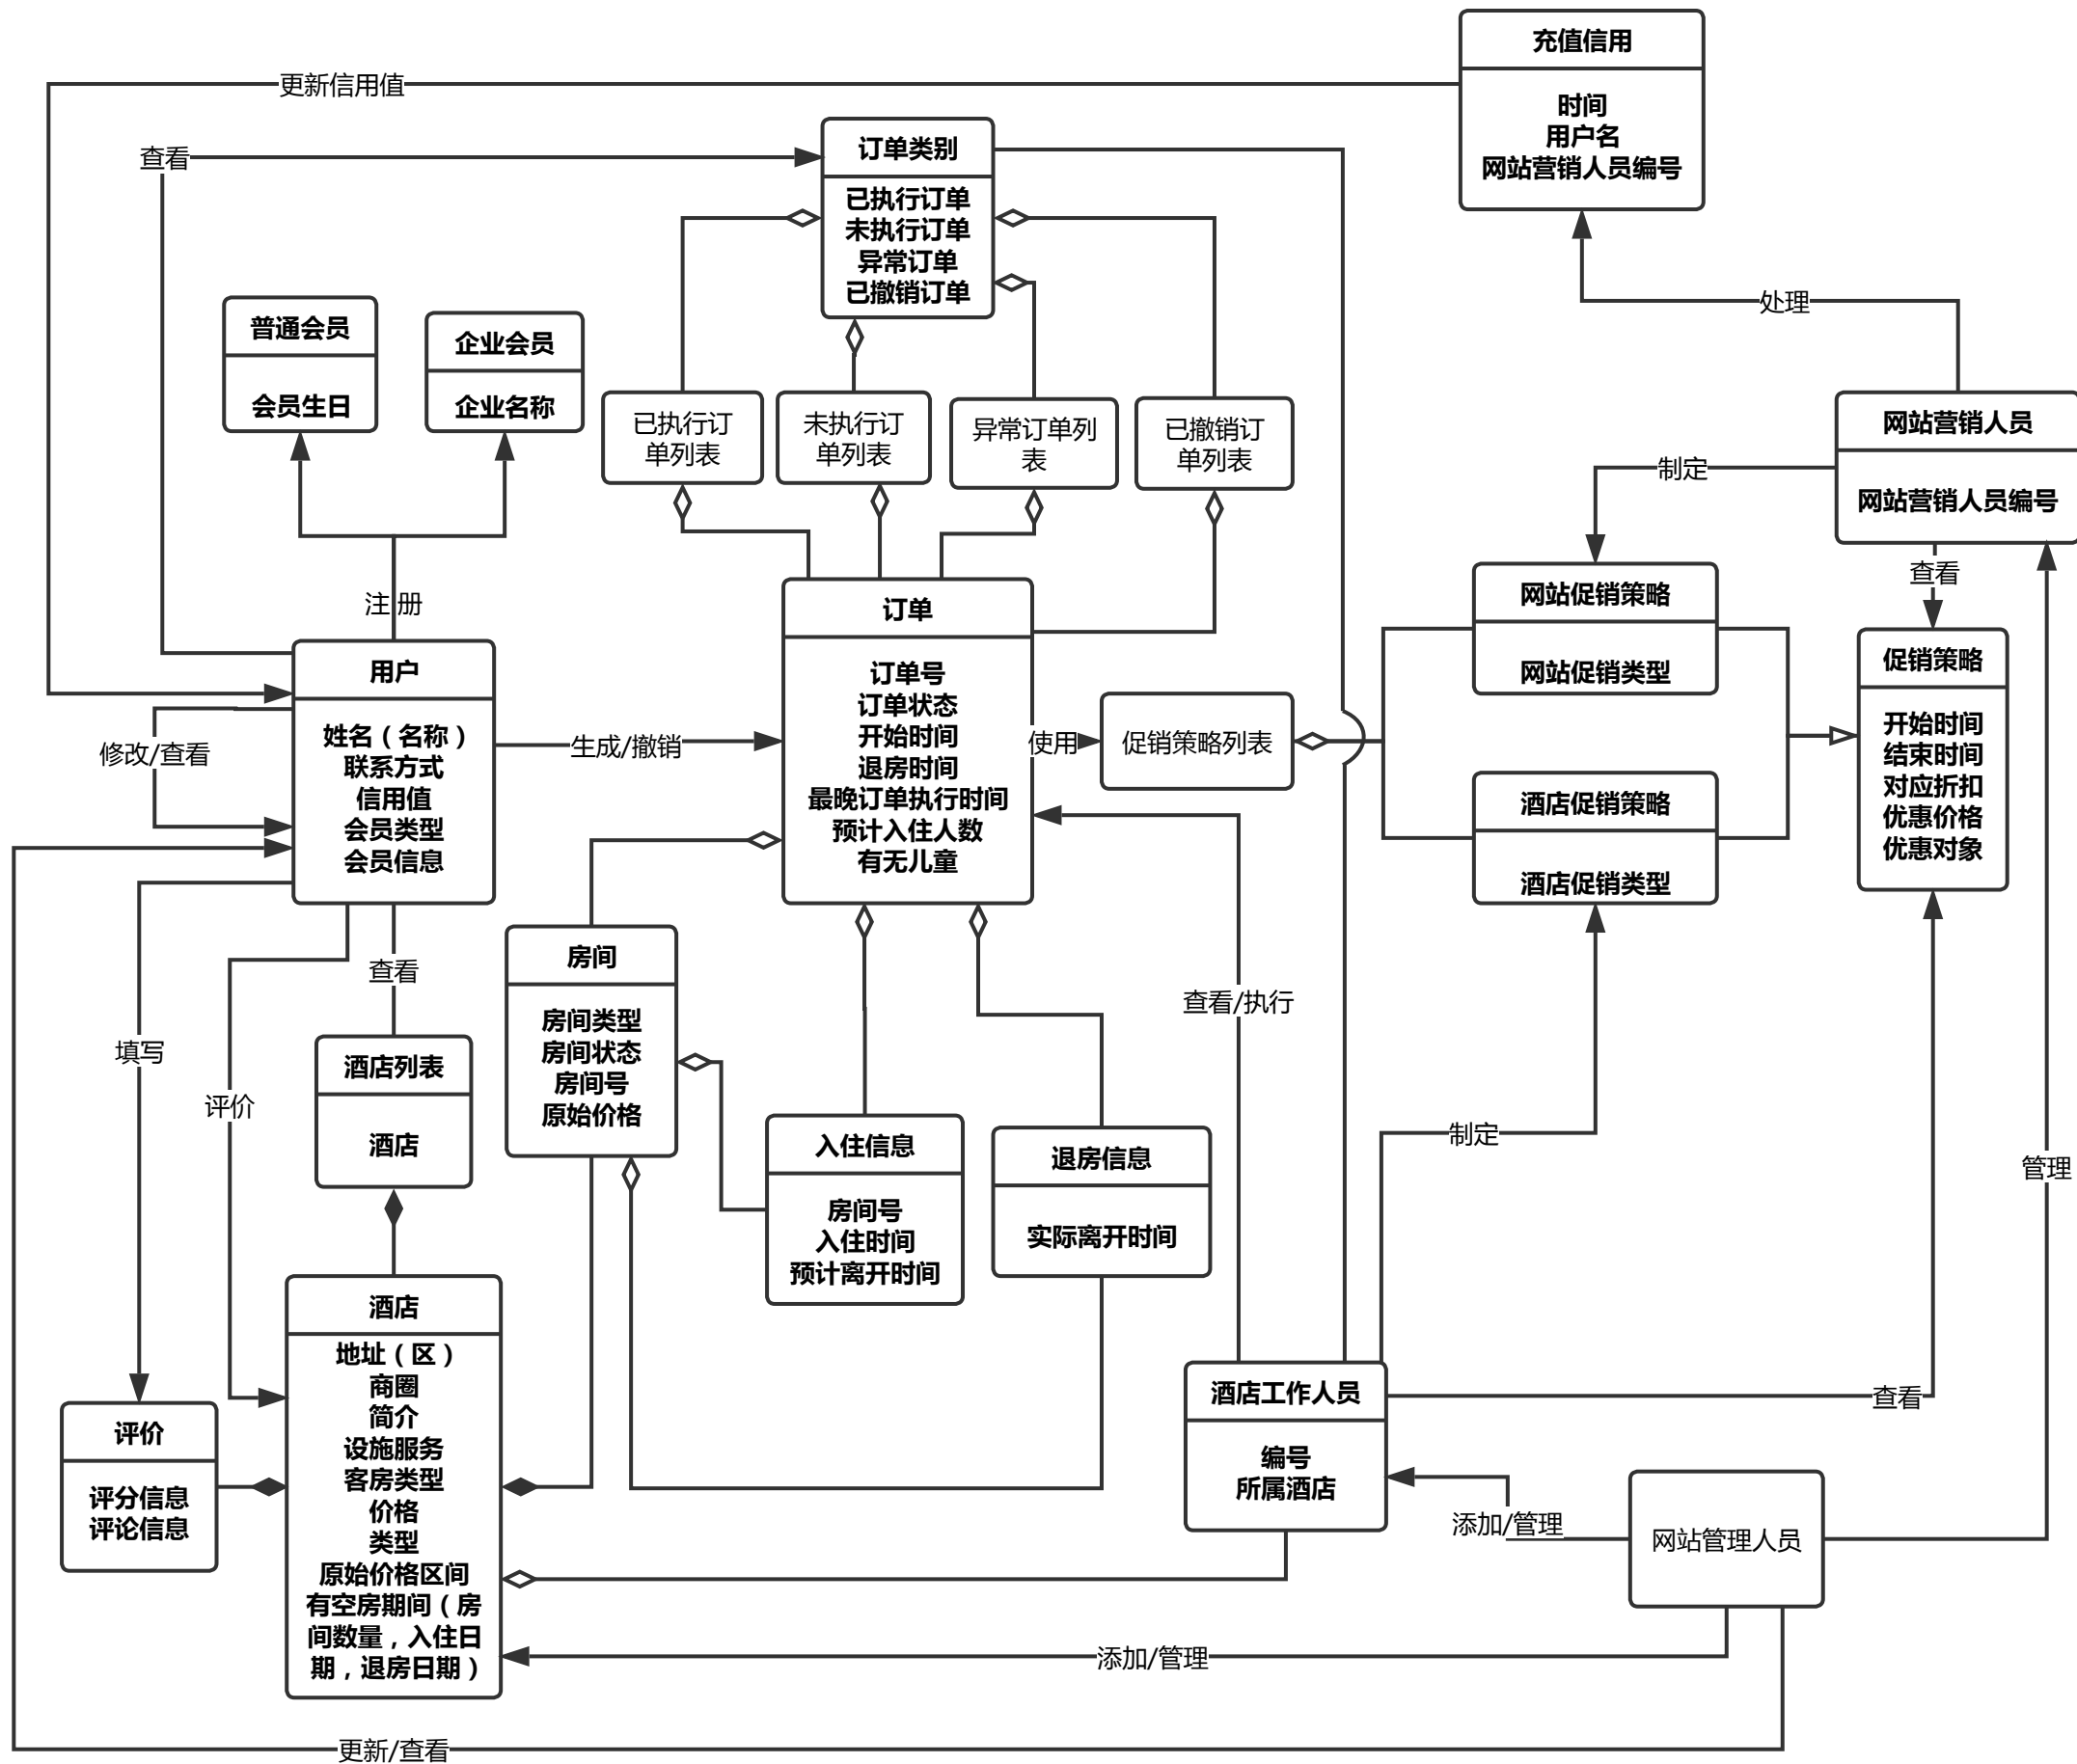 充值信用
时间
用户名
网站营销人员编号
更新信用值
查看
订单类别
已执行订单
未执行订单
异常订单
已撤销订单
处理
普通会员
会员生日
企业会员
企业名称
已执行订
单列表
未执行订
单列表
异常订单列
表
已撤销订
单列表
网站营销人员
网站营销人员编号
制定
查看
注 册
用户
姓名（名称）
联系方式
信用值
会员类型
会员信息
修改/查看
生成/撤销
订单
订单号
订单状态
开始时间
退房时间
最晚订单执行时间
预计入住人数
有无儿童
使用
促销策略列表
网站促销策略
网站促销类型
酒店促销策略
酒店促销类型
促销策略
开始时间
结束时间
对应折扣
优惠价格
优惠对象
查看
填写
评价
房间
房间类型
房间状态
房间号
原始价格
查看/执行
酒店列表
酒店
入住信息
房间号
入住时间
预计离开时间
退房信息
实际离开时间
制定
管理
酒店
地址（区）
商圈
简介
设施服务
客房类型
价格
类型
原始价格区间
有空房期间（房
间数量，入住日
期，退房日期）
评价
评分信息
评论信息
酒店工作人员
编号
所属酒店
查看
添加/管理
网站管理人员
添加/管理
更新/查看